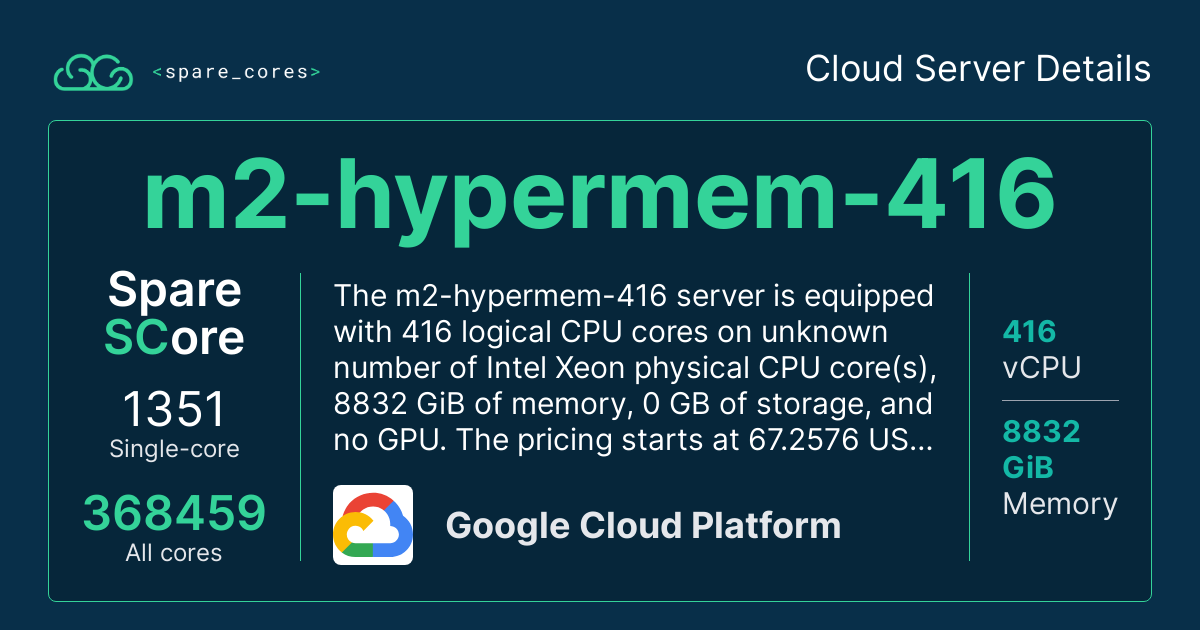 <spare_cores>
Cloud Server Details
m2-hypermem-416
Spare
SCore
1351
Single-core
368459
All cores
The m2-hypermem-416 server is equipped
with 416 logical CPU cores on unknown
number of Intel Xeon physical CPU core(s),
8832 GiB of memory, 0 GB of storage, and
no GPU. The pricing starts at 67.2576 US...
Google Cloud Platform
416
vCPU
8832
GiB
Memory